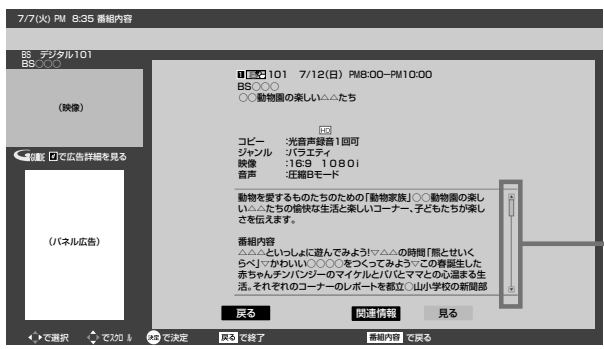 7/7(火) PM 8:35 番組内容
BS デジタル101
BS○○○
(映像)
Gガイド でで広告詳細を見る
(パネル広告)
101 7/12(日) PM8:00−PM10:00
BS○○○
○○動物園の楽しい△△たち
HD
コピー :光音声録音1回可
ジャンル :バラエティ
映像 :16:9 1080i
音声 :圧縮Bモード
動物を愛するものたちのための「動物家族」○○動物園の楽し
い△△たちの愉快な生活と楽しいコーナー、子どもたちが楽し
さを伝えます。
番組内容
△△△といっしょに遊んでみよう!▽△△の時間「熊とせいく
らべ」▽かわいい○○○○をつくってみよう▽この春誕生した
赤ちゃんチンパンジーのマイケルとパパとママとの心温まる生
活。それぞれのコーナーのレポートを都立○山小学校の新聞部
戻る 関連情報 見る
で選択 でスクロール 決定 で決定 戻る で終了 番組内容 で戻る